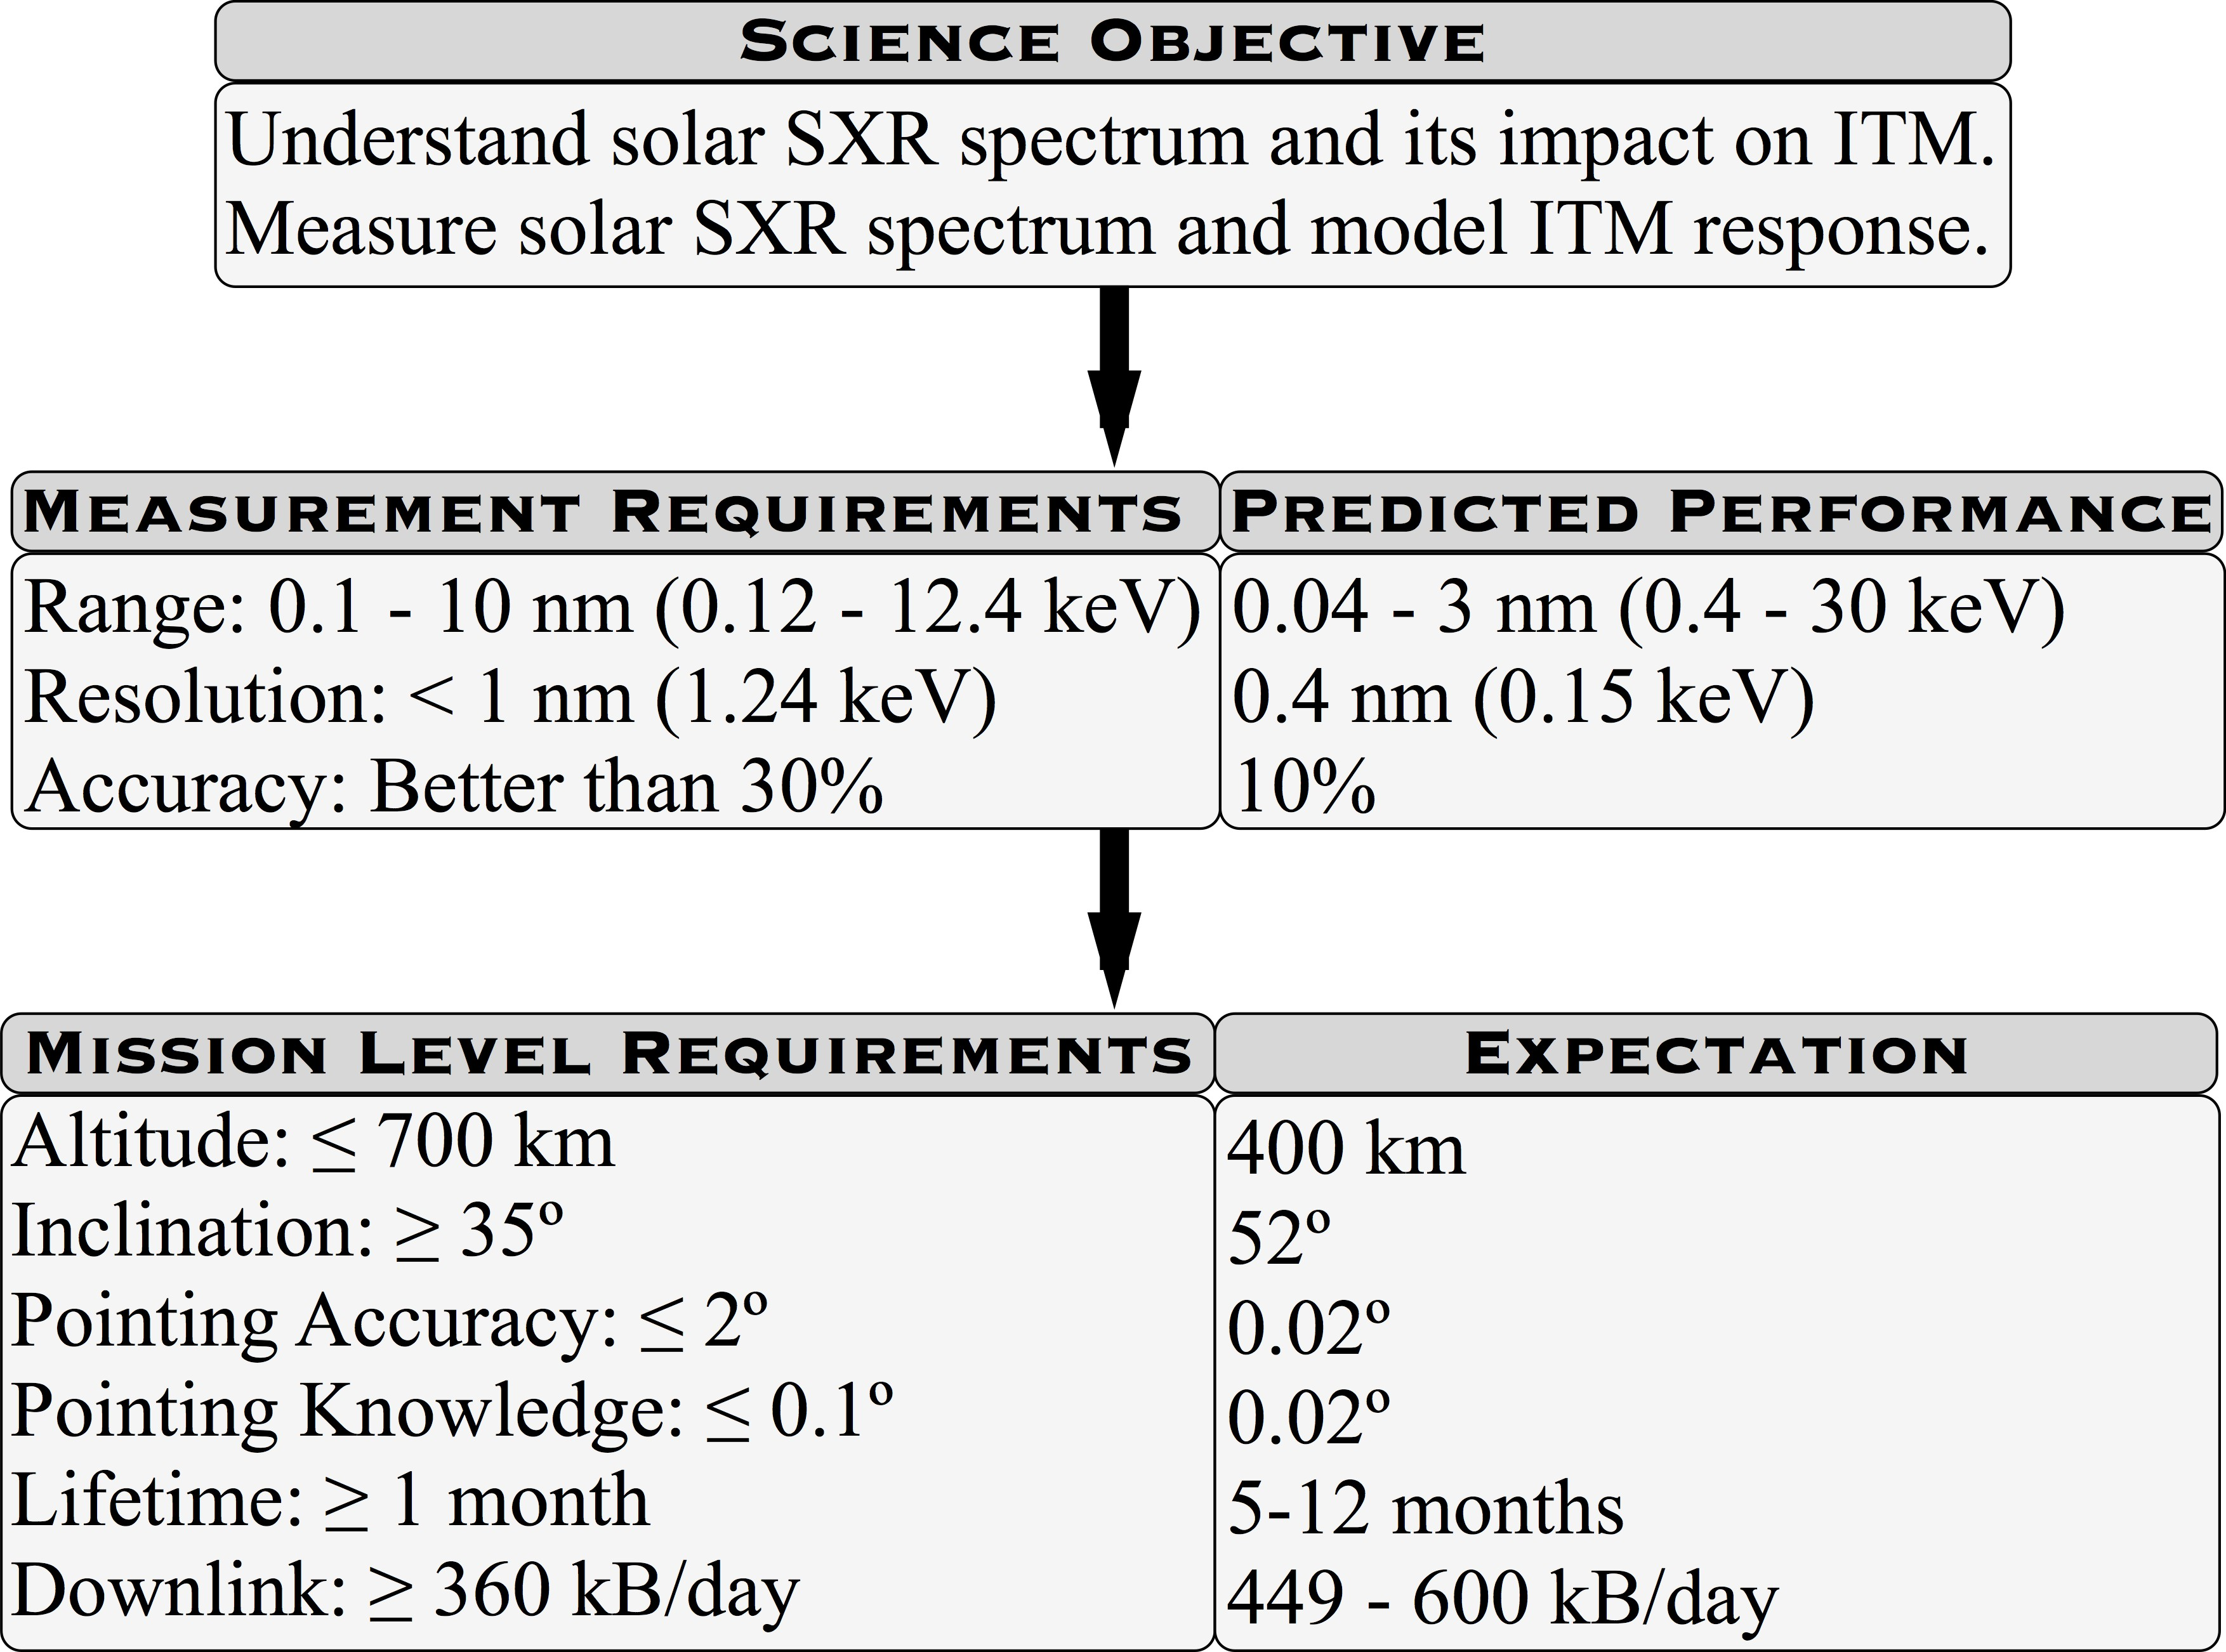 SCIENCE OBJECTIVE
Understand solar SXR spectrum and its impact on ITM.
Measure solar SXR spectrum and model ITM response.
MEASUREMENT REQUIREMENTS
Range: 0.1 - 10 nm (0.12 - 12.4 keV)
Resolution: < 1 nm (1.24 keV)
Accuracy: Better than 30%
PREDICTED PERFORMANCE
0.04 - 3 nm (0.4 - 30 keV)
0.4 nm (0.15 keV)
10%
MISSION LEVEL REQUIREMENTS
Altitude: ≤ 700 km
Inclination: ≥ 35º
Pointing Accuracy: ≤ 2º
Pointing Knowledge: ≤ 0.1º
Lifetime: ≥ 1 month
Downlink: ≥ 360 kB/day
EXPECTATION
400 km
52º
0.02º
0.02º
5-12 months
449 - 600 kB/day